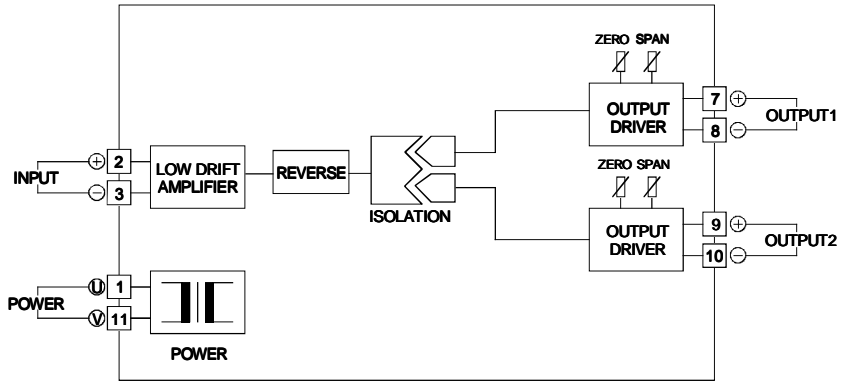 ZERO SPAN
OUTPUT
DRIVER
7 +
8 −
OUTPUT1
INPUT
+ 2
− 3
LOW DRIFT
AMPLIFIER
REVERSE
ISOLATION
ZERO SPAN
OUTPUT
DRIVER
9 +
10 −
OUTPUT2
POWER
U 1
V 11
POWER